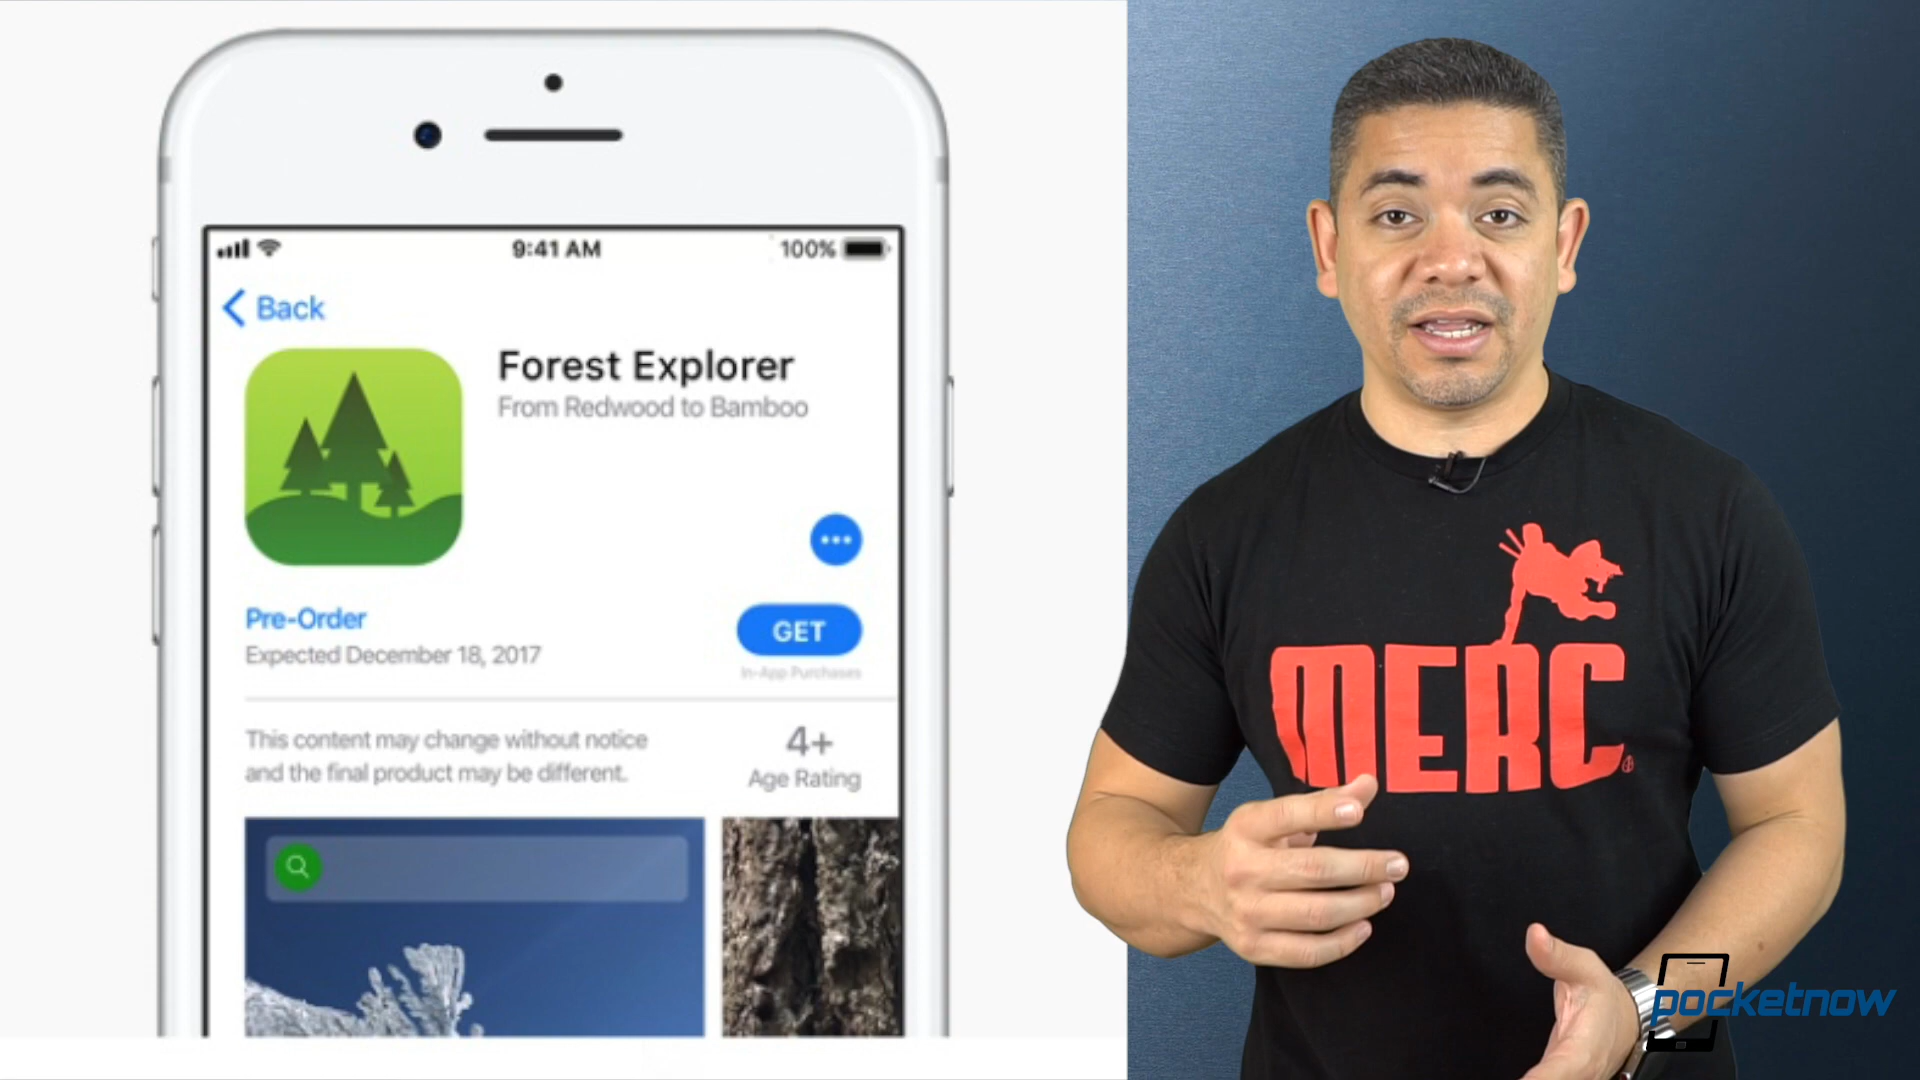 9:41 AM
100%
Back
Forest Explorer
From Redwood to Bamboo
Pre-Order
Expected December 18, 2017
GET
In-App Purchases
This content may change without notice
and the final product may be different.
4+
Age Rating
MERC
pocketnow